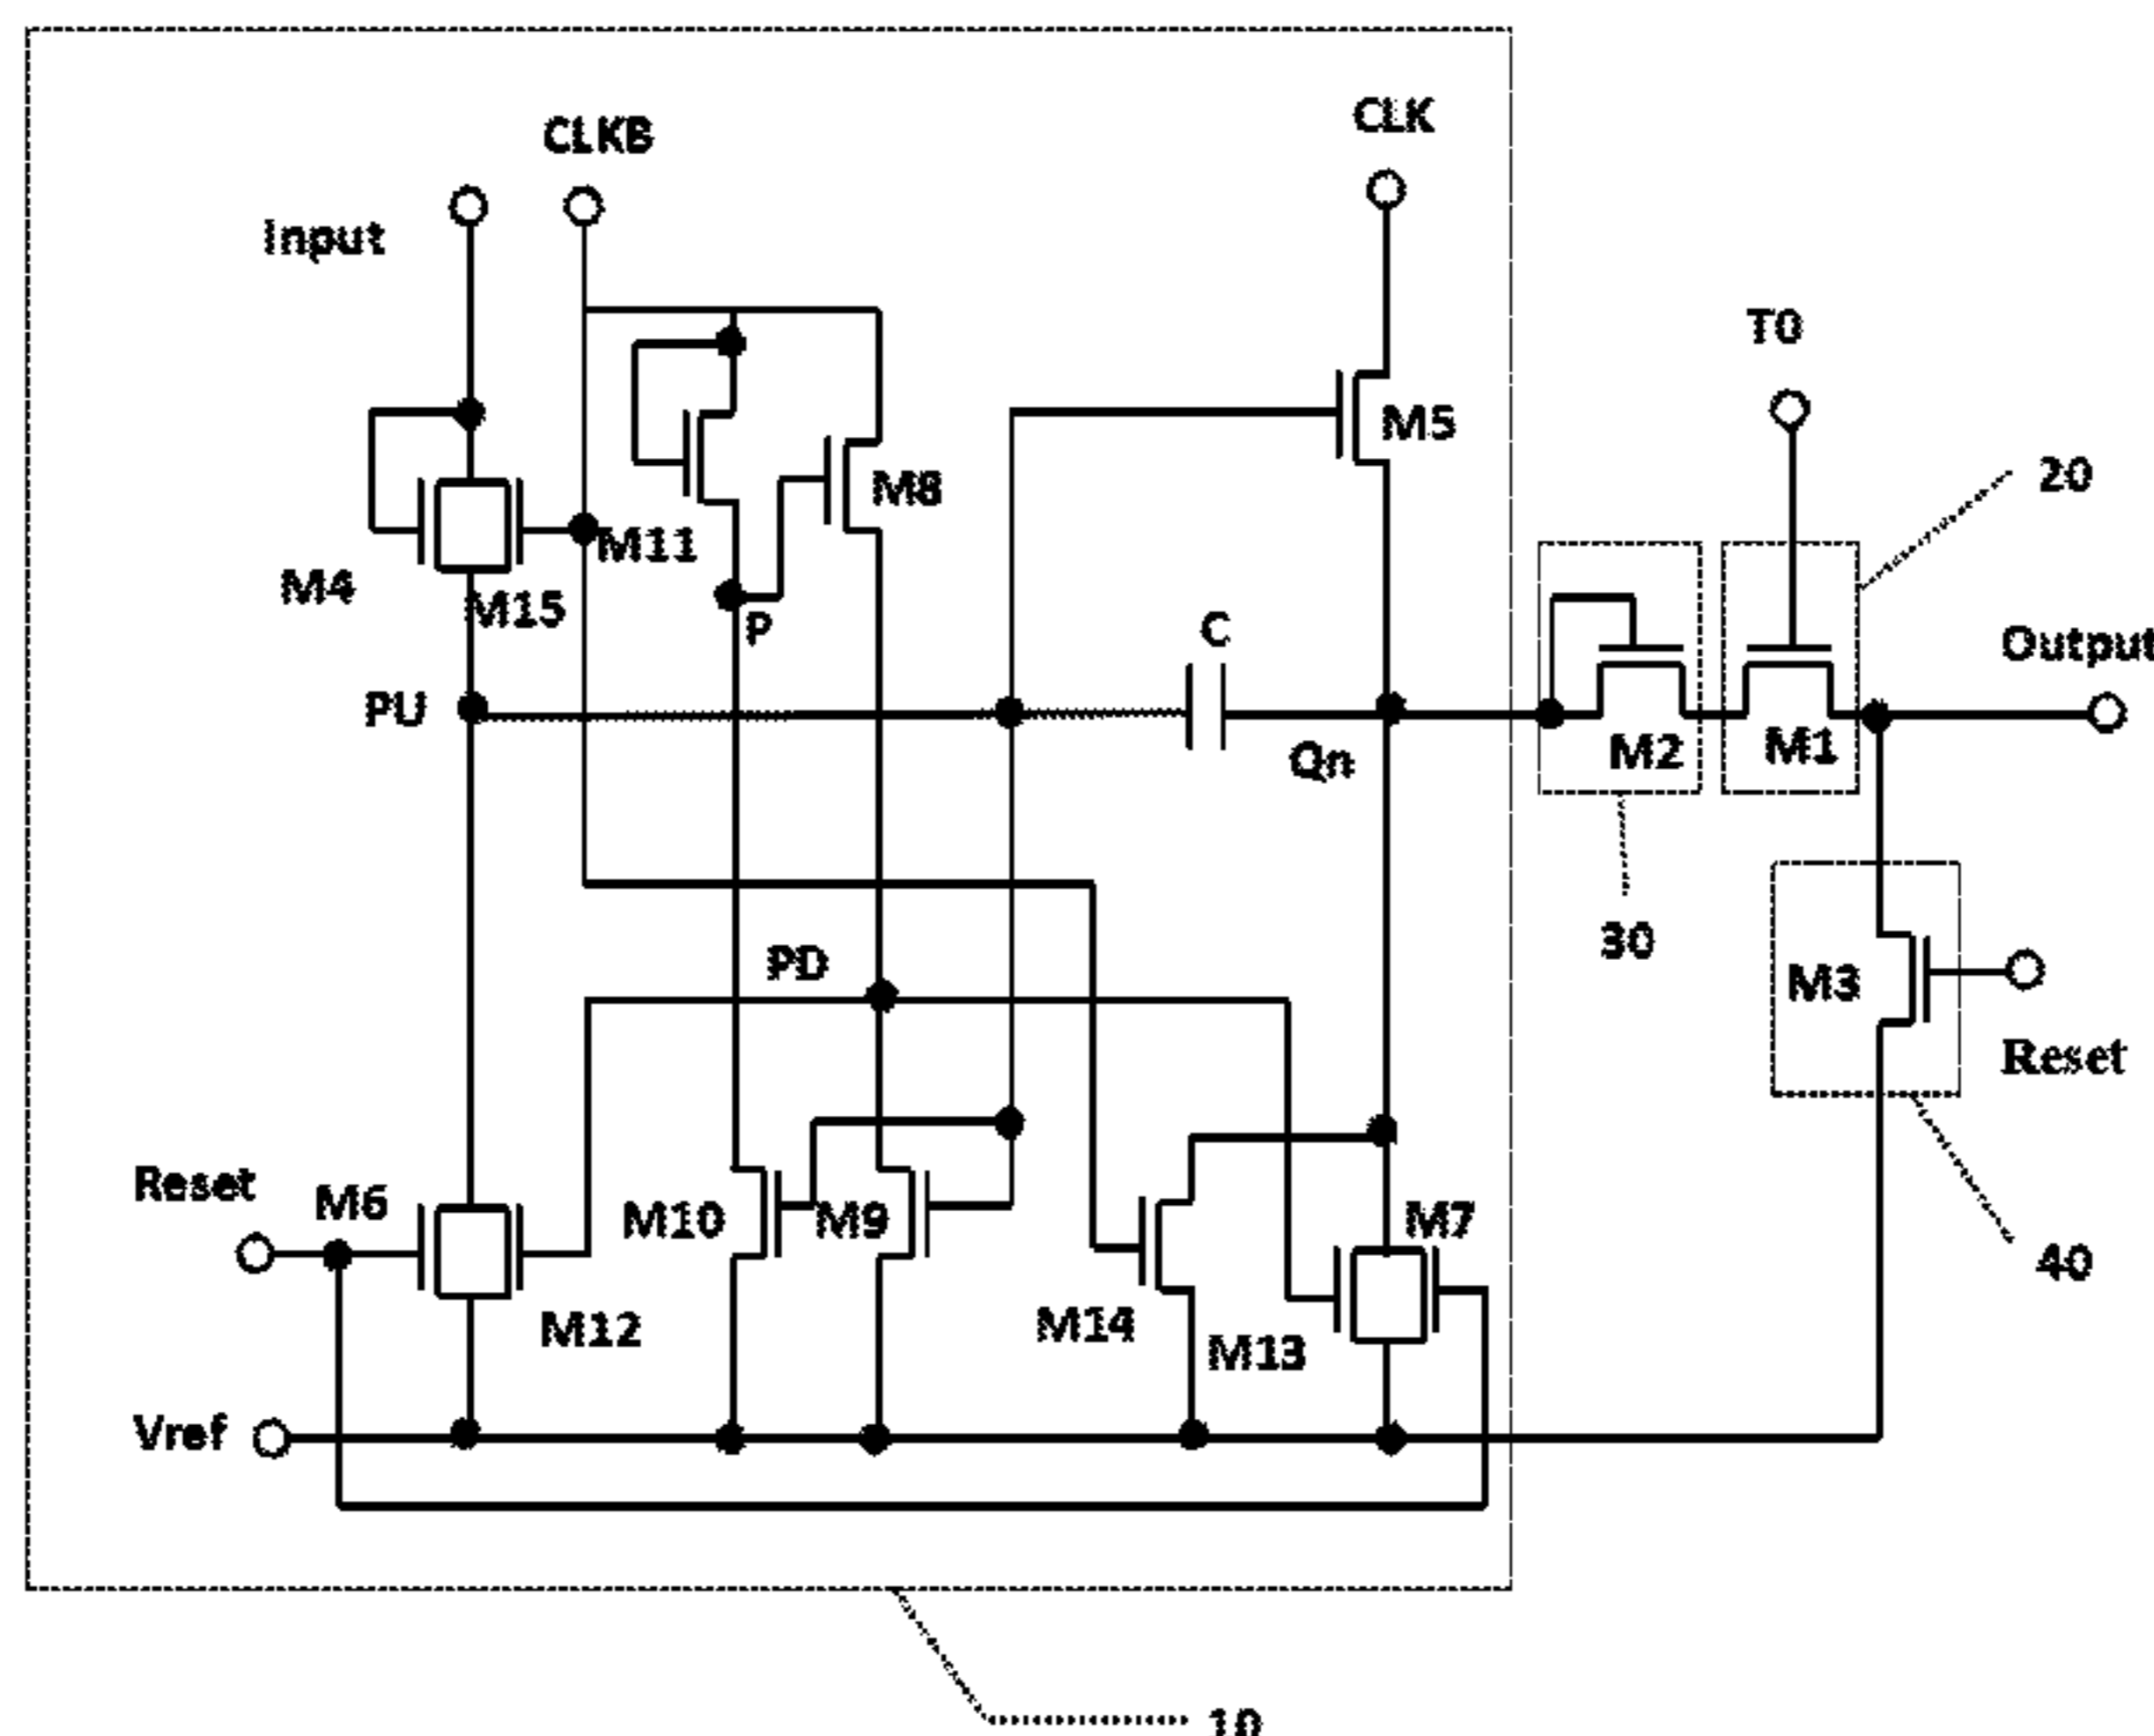 CLK
CLKB
Input
T0
M5
20
M8
M11
M4
M15
P
C
Output
PU
M2
M1
Qn
30
PD
M3
Reset
Reset
M6
M10
M9
M7
40
M12
M14
M13
Vref
10